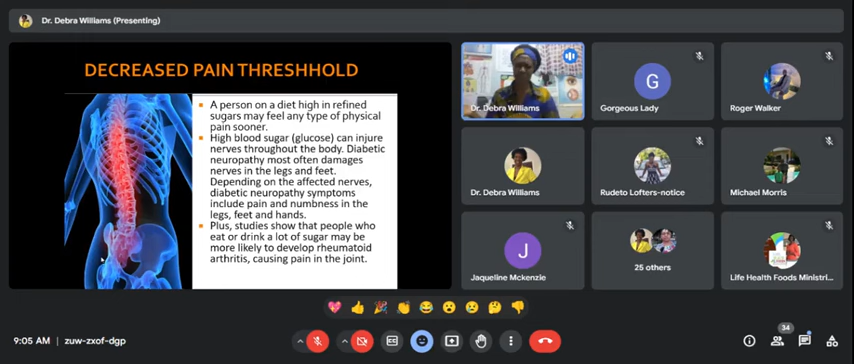 Dr. Debra Williams (Presenting)
DECREASED PAIN THRESHHOLD
A person on a diet high in refined
sugars may feel any type of physical
pain sooner.
High blood sugar (glucose) can injure
nerves throughout the body. Diabetic
neuropathy most often damages
nerves in the legs and feet.
Depending on the affected nerves,
diabetic neuropathy symptoms
include pain and numbness in the
legs, feet and hands.
Plus, studies show that people who
eat or drink a lot of sugar may be
more likely to develop rheumatoid
arthritis, causing pain in the joint.
Dr. Debra Williams
G
Gorgeous Lady
Roger Walker
Dr. Debra Williams
Rudeto Lofters-notice
Michael Morris
J
Jaqueline Mckenzie
25 others
Life Health Foods Ministri...
9:05 AM | zuw-zxof-dgp
CC
34